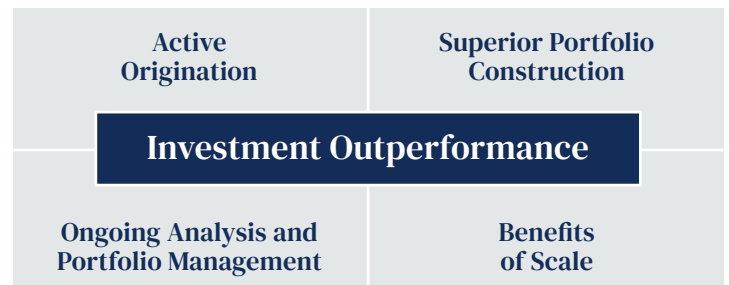 Active
Origination
Superior Portfolio
Construction
Investment Outperformance
Ongoing Analysis and
Portfolio Management
Benefits
of Scale